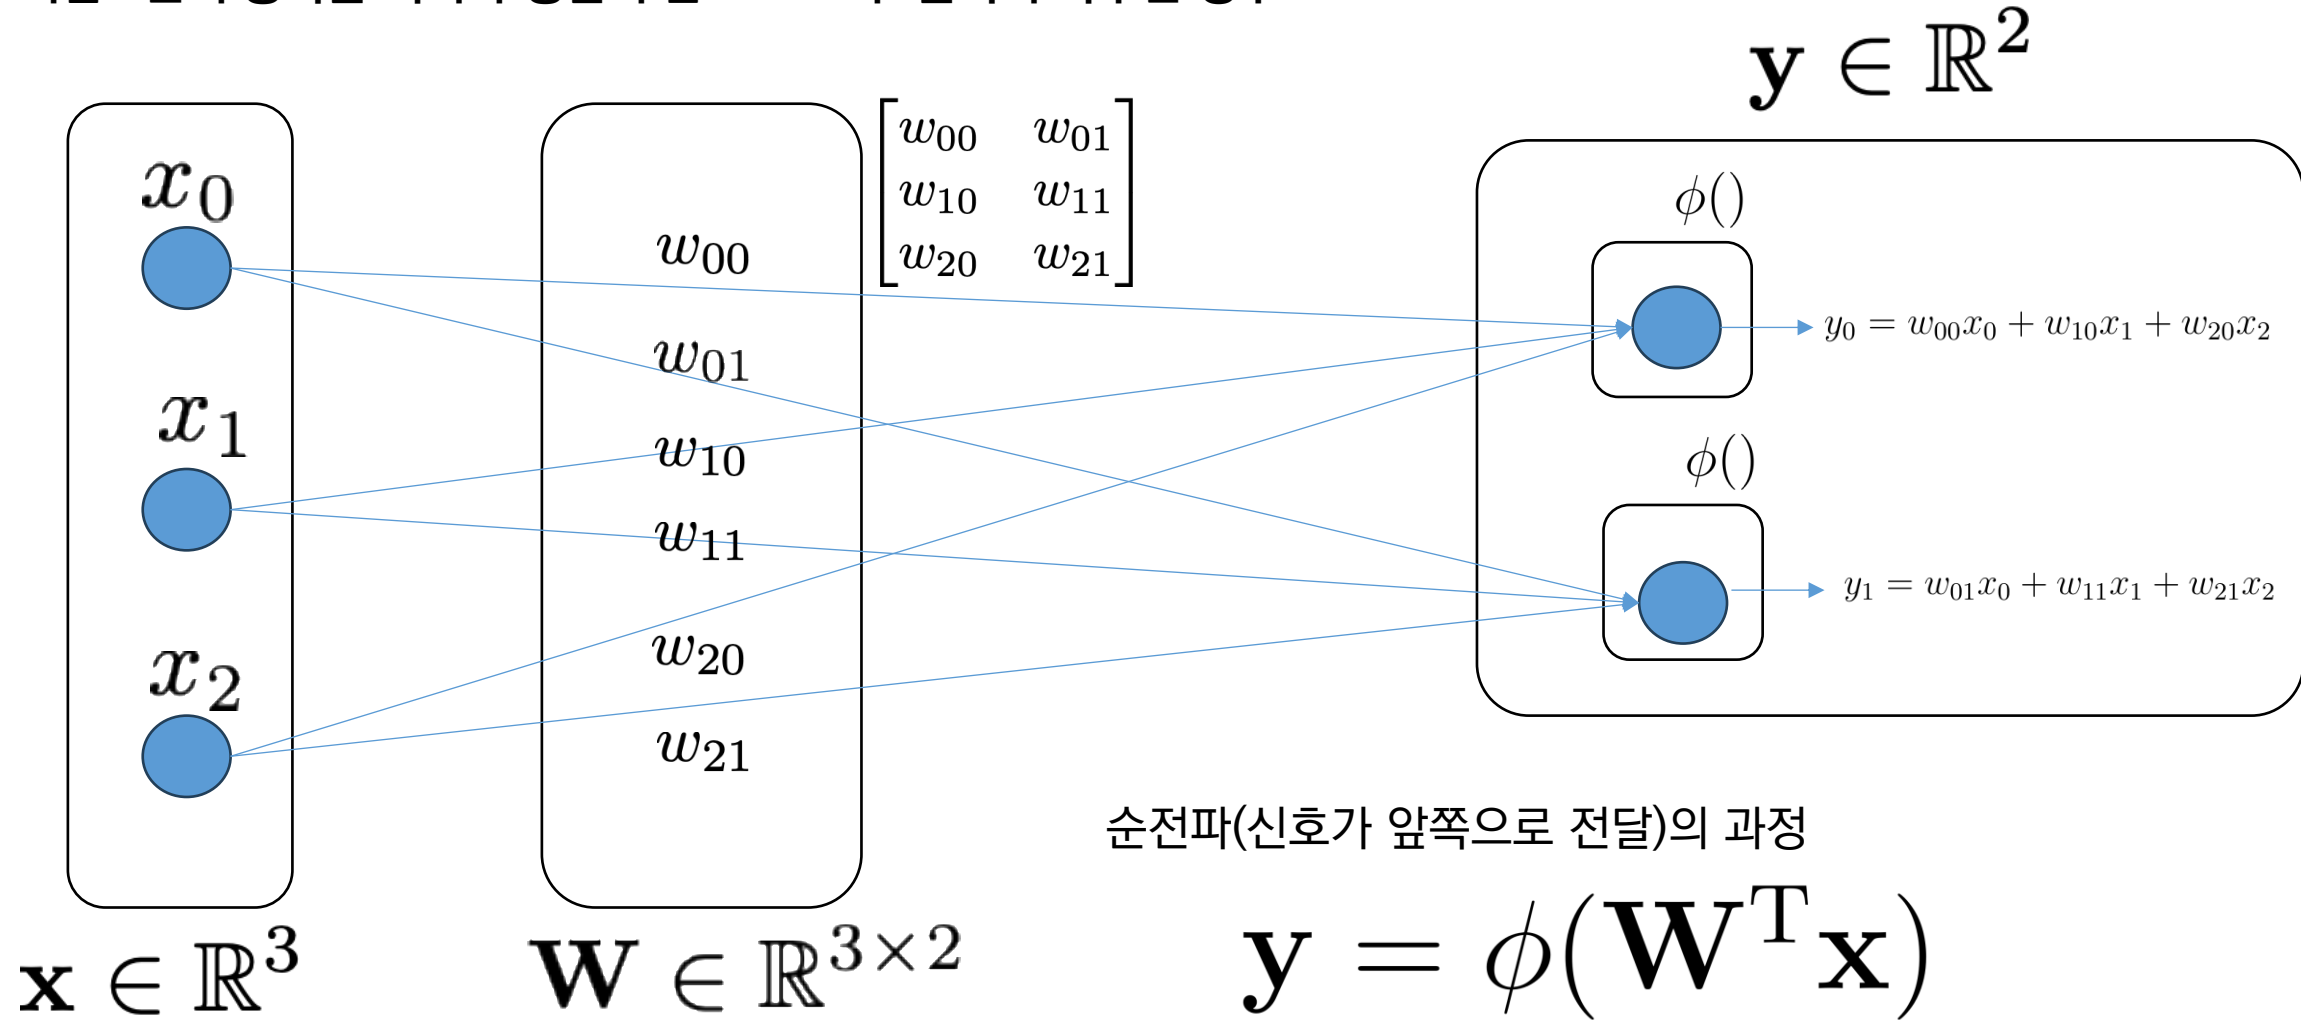 y ∈ ℝ²
x₀
x₁
x₂
w₀₀
w₀₁
w₁₀
w₁₁
w₂₀
w₂₁
[w₀₀ w₀₁
w₁₀ w₁₁
w₂₀ w₂₁]
ϕ()
y₀ = w₀₀x₀ + w₁₀x₁ + w₂₀x₂
ϕ()
y₁ = w₀₁x₀ + w₁₁x₁ + w₂₁x₂
순전파(신호가 앞쪽으로 전달)의 과정
x ∈ ℝ³
W ∈ ℝ³ˣ²
y = ϕ(Wᵀx)